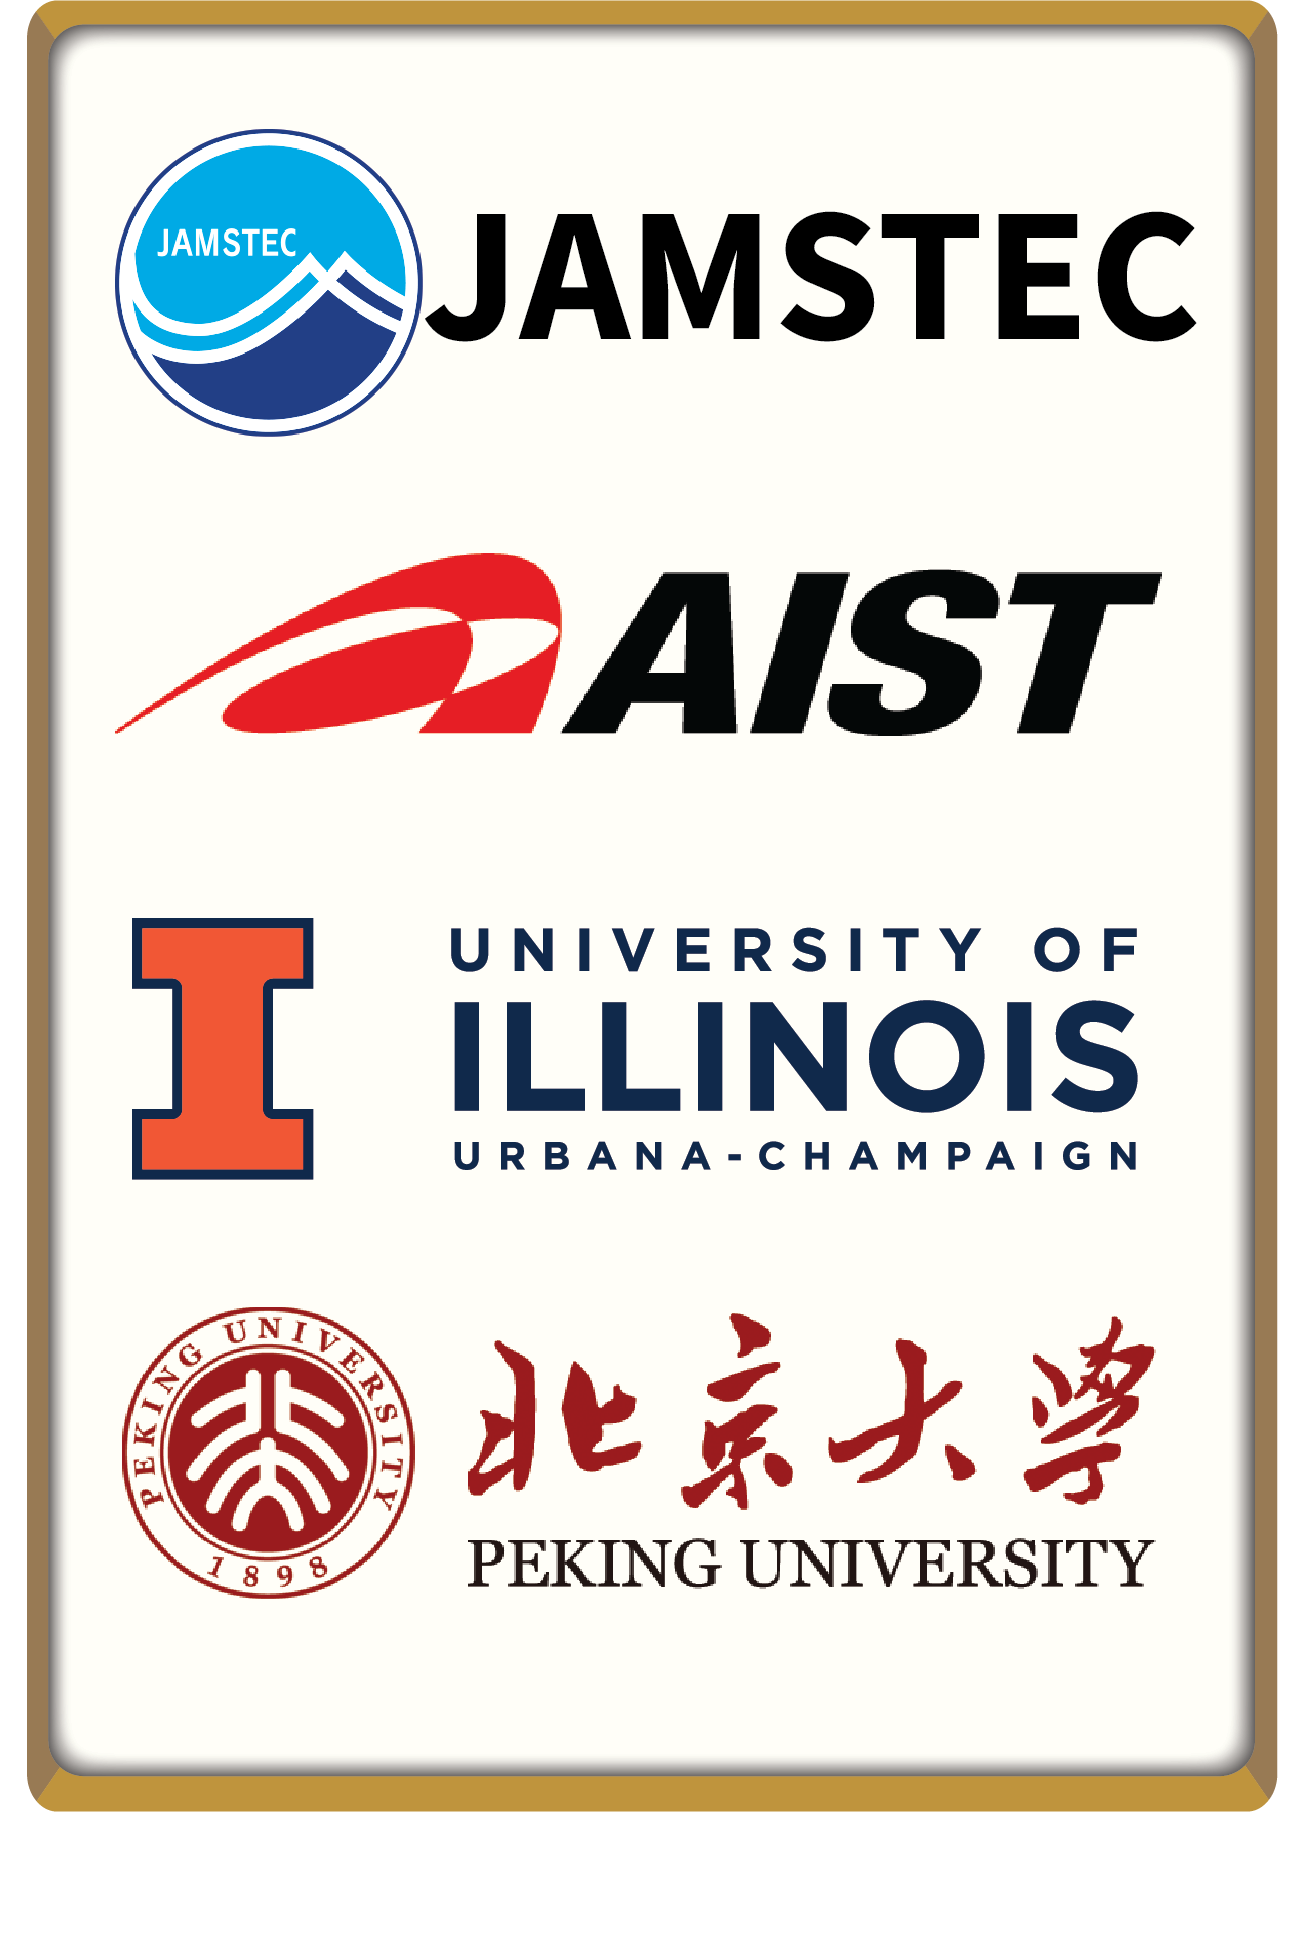 JAMSTEC
JAMSTEC
AIST
I
UNIVERSITY OF
ILLINOIS
URBANA-CHAMPAIGN
PEKING UNIVERSITY
1898
北京大學
PEKING UNIVERSITY